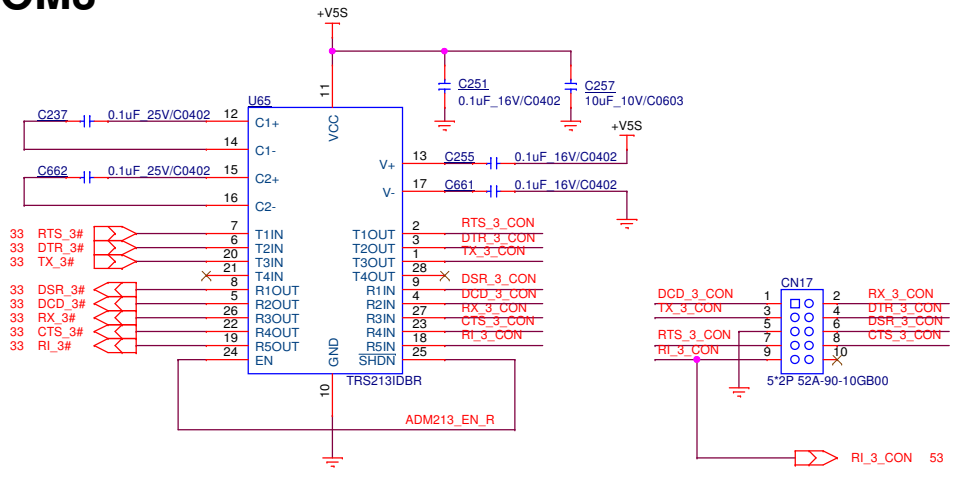 +V5S
C251
0.1uF_16V/C0402
C257
10uF_10V/C0603
+V5S
U65
11
VCC
C237 0.1uF_25V/C0402 12 C1+
14 C1-
C662 0.1uF_25V/C0402 15 C2+
16 C2-
V+ 13 C255 0.1uF_16V/C0402
V- 17 C661 0.1uF_16V/C0402
33 RTS_3# 7 T1IN T1OUT 2 RTS_3_CON
33 DTR_3# 6 T2IN T2OUT 3 DTR_3_CON
33 TX_3# 20 T3IN T3OUT 1 TX_3_CON
21 T4IN T4OUT 28
33 DSR_3# 8 R1OUT R1IN 9 DSR_3_CON
33 DCD_3# 5 R2OUT R2IN 4 DCD_3_CON
33 RX_3# 26 R3OUT R3IN 27 RX_3_CON
33 CTS_3# 22 R4OUT R4IN 23 CTS_3_CON
33 RI_3# 19 R5OUT R5IN 18 RI_3_CON
24 EN SHDN 25
GND
10
TRS213IDBR
ADM213_EN_R
CN17
DCD_3_CON 1 2 RX_3_CON
TX_3_CON 3 4 DTR_3_CON
5 6 DSR_3_CON
RTS_3_CON 7 8 CTS_3_CON
RI_3_CON 9 10
5*2P 52A-90-10GB00
RI_3_CON 53